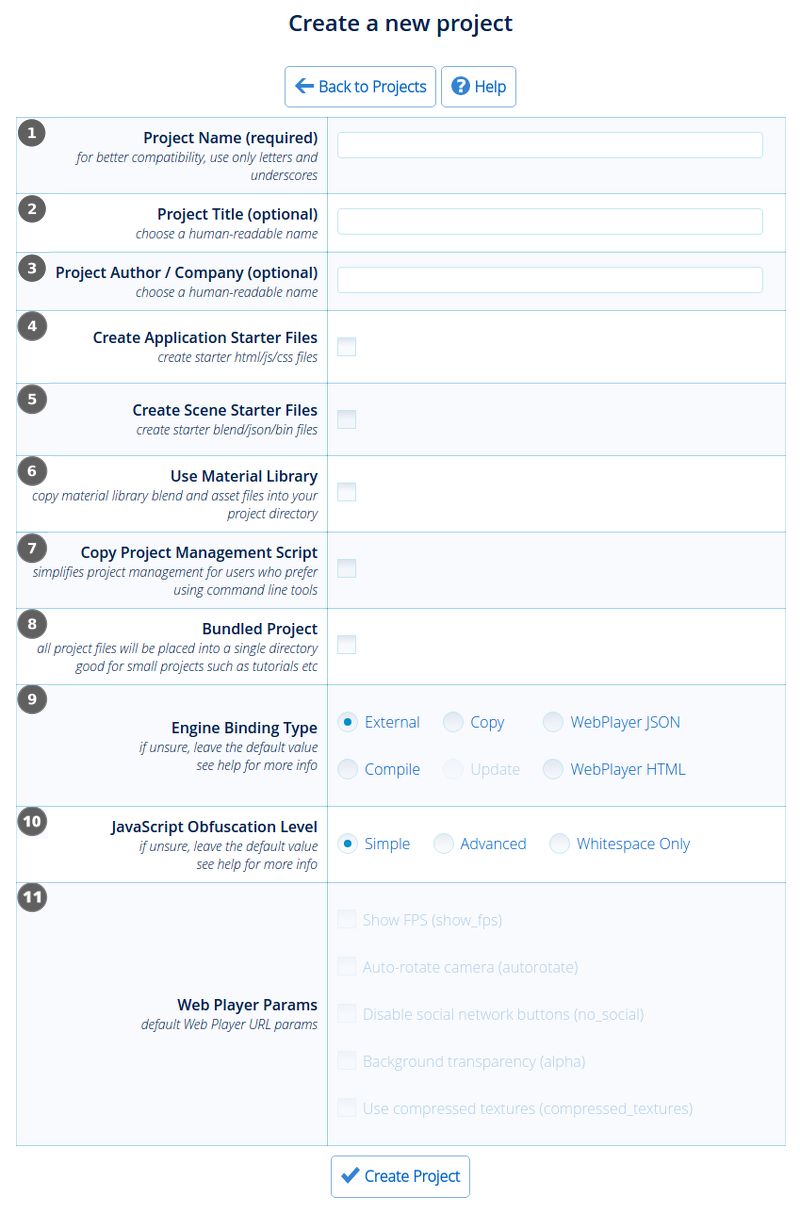 Create a new project
Back to Projects
Help
1
Project Name (required)
for better compatibility, use only letters and
underscores
2
Project Title (optional)
choose a human-readable name
3
Project Author / Company (optional)
choose a human-readable name
4
Create Application Starter Files
create starter html/js/css files
5
Create Scene Starter Files
create starter blend/json/bin files
6
Use Material Library
copy material library blend and asset files into your
project directory
7
Copy Project Management Script
simplifies project management for users who prefer
using command line tools
8
Bundled Project
all project files will be placed into a single directory
good for small projects such as tutorials etc
9
Engine Binding Type
if unsure, leave the default value
see help for more info
External Copy WebPlayer JSON
Compile Update WebPlayer HTML
10
JavaScript Obfuscation Level
if unsure, leave the default value
see help for more info
Simple Advanced Whitespace Only
11
Web Player Params
default Web Player URL params
Show FPS (show_fps)
Auto-rotate camera (autorotate)
Disable social network buttons (no_social)
Background transparency (alpha)
Use compressed textures (compressed_textures)
Create Project